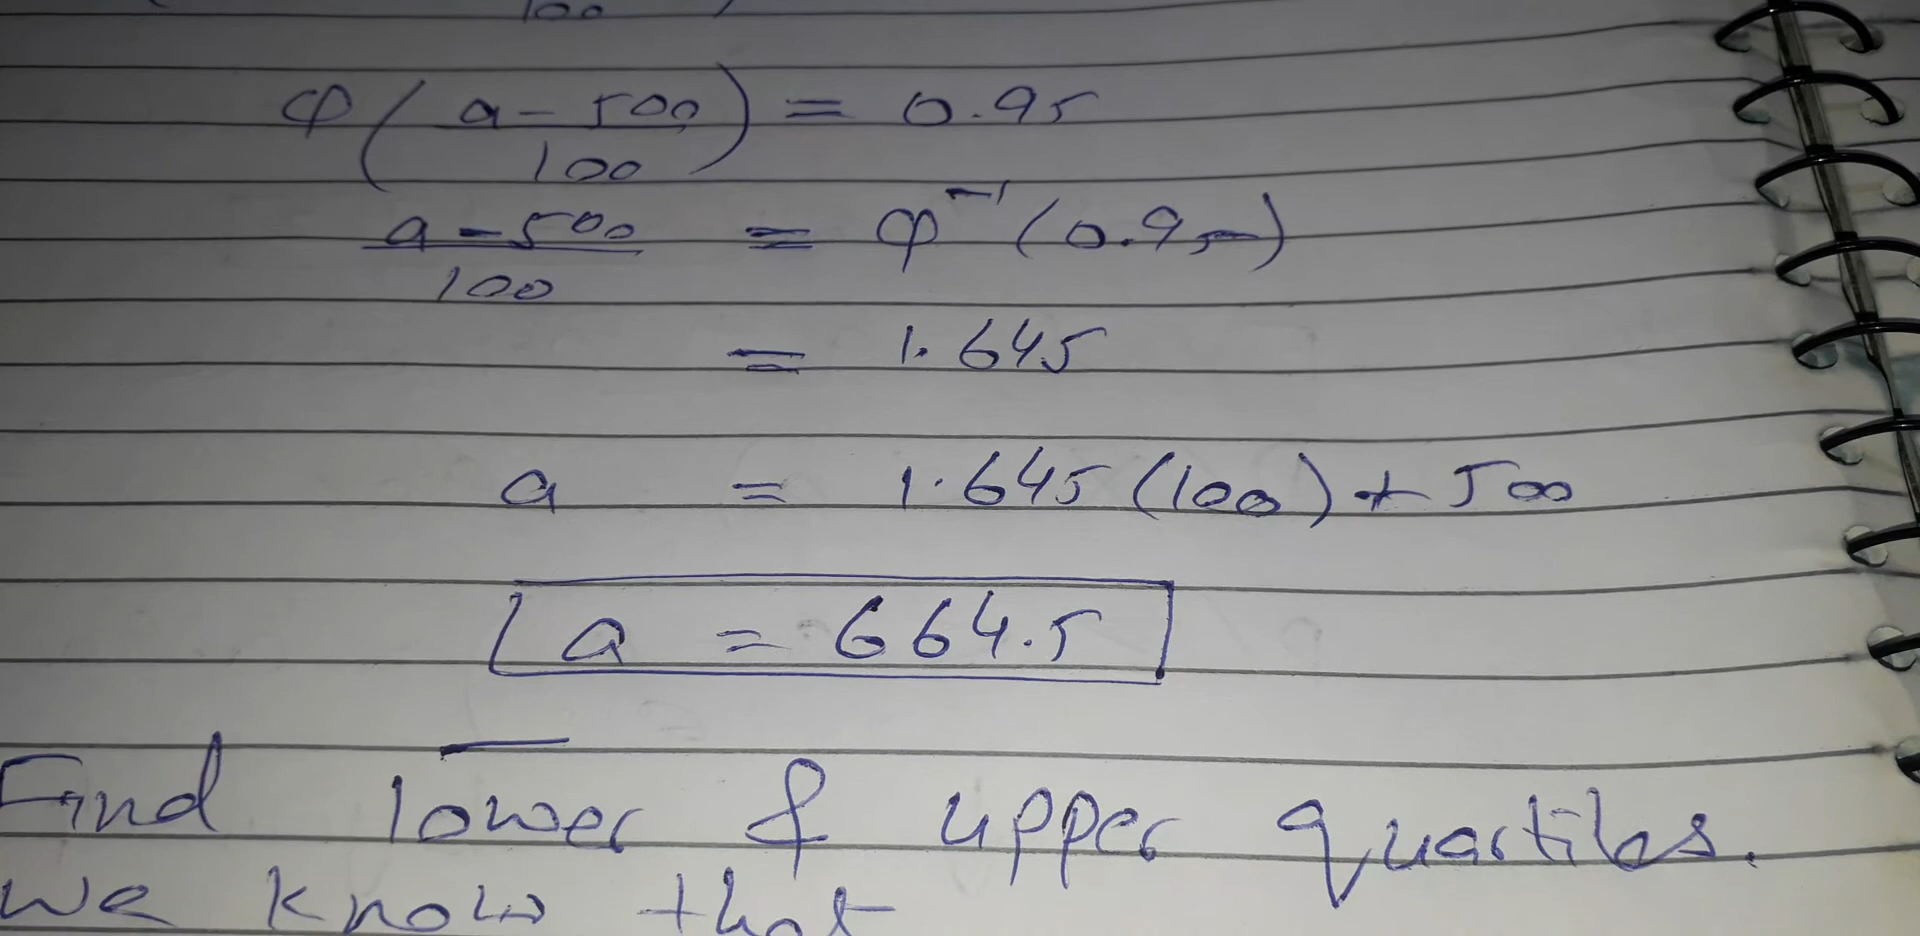 100
φ(a - 500 / 100) = 0.95
a - 500 / 100 = φ⁻¹(0.95)
= 1.645
a = 1.645(100) + 500
a = 664.5
Find lower & upper quartiles.
we know that